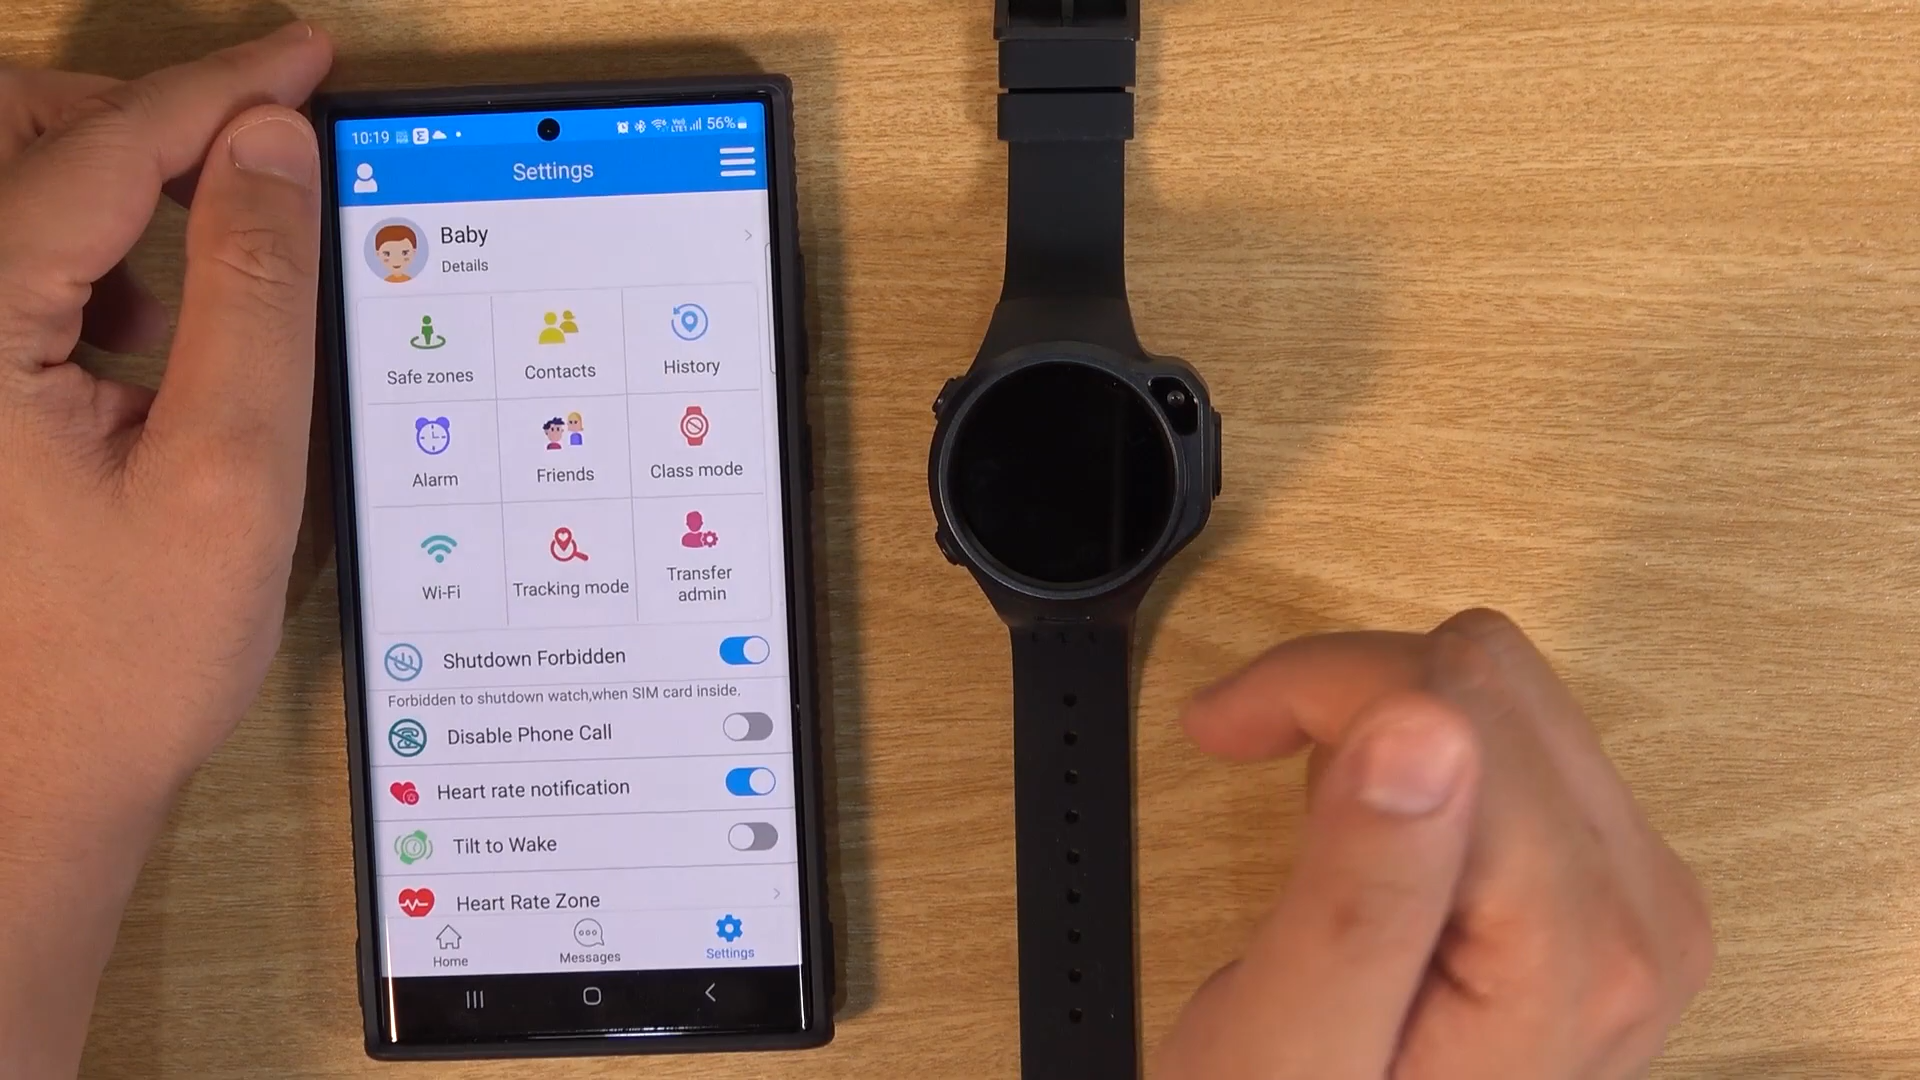 10:19
56%
Settings
Baby
Details
Safe zones
Contacts
History
Alarm
Friends
Class mode
Wi-Fi
Tracking mode
Transfer
admin
Shutdown Forbidden
Forbidden to shutdown watch,when SIM card inside.
Disable Phone Call
Heart rate notification
Tilt to Wake
Heart Rate Zone
Home
Messages
Settings